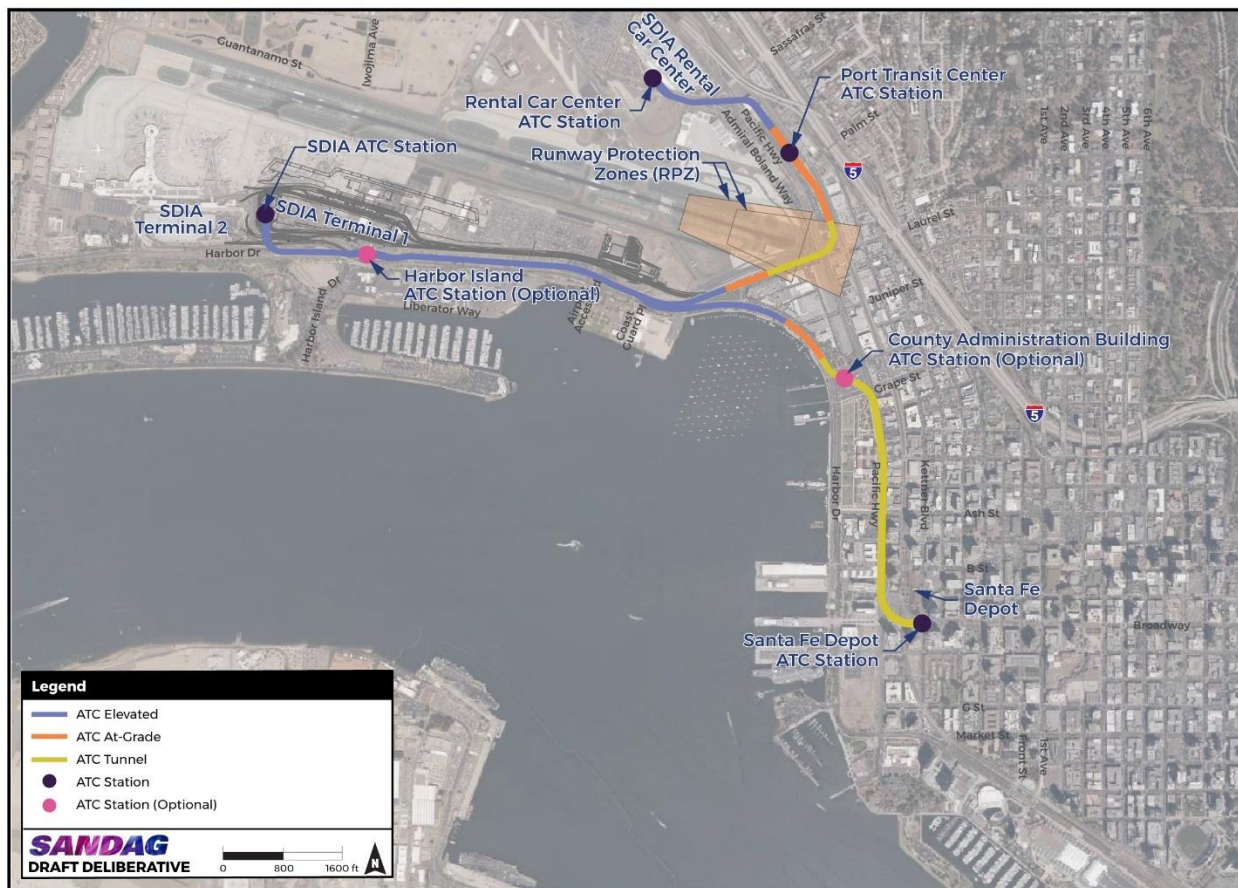 Guantanamo St
Iwojima Ave
SDIA Rental
Car Center
Sassafras St
Rental Car Center
ATC Station
Port Transit Center
ATC Station
Pacific Hwy
Admiral Boland Way
Palm St
1st Ave
2nd Ave
3rd Ave
4th Ave
5th Ave
6th Ave
SDIA ATC Station
Runway Protection
Zones (RPZ)
5
SDIA
Terminal 2
SDIA Terminal 1
Laurel St
Harbor Dr
Harbor Island
ATC Station (Optional)
Harbor Island Dr
Liberator Way
Airport
Access Rd
Coast
Guard Pl
Juniper St
County Administration Building
ATC Station (Optional)
Grape St
5
Harbor Dr
Pacific Hwy
Kettner Blvd
Ash St
B St
Santa Fe
Depot
Broadway
Santa Fe Depot
ATC Station
G St
Market St
Front St
1st Ave
Legend
ATC Elevated
ATC At-Grade
ATC Tunnel
ATC Station
ATC Station (Optional)
SANDAG
DRAFT DELIBERATIVE
0 800 1600 ft
N